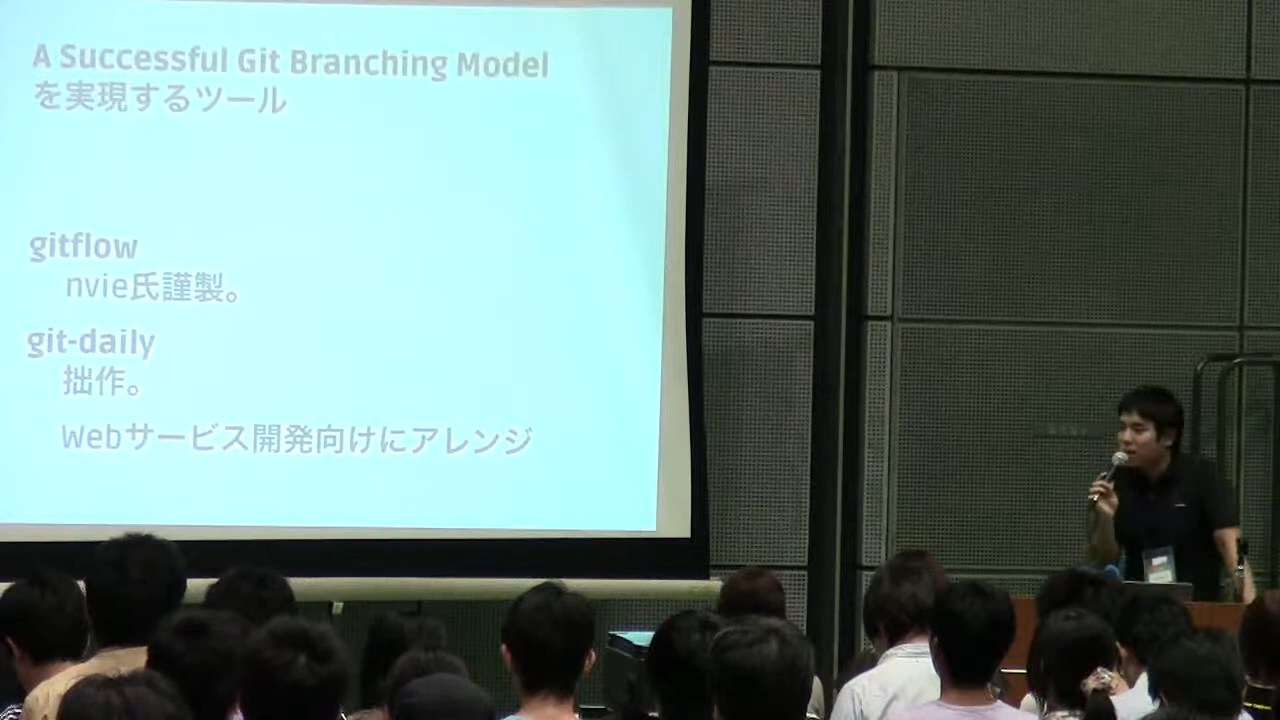 A Successful Git Branching Model
を実現するツール
gitflow
nvie氏謹製。
git-daily
拙作。
Webサービス開発向けにアレンジ